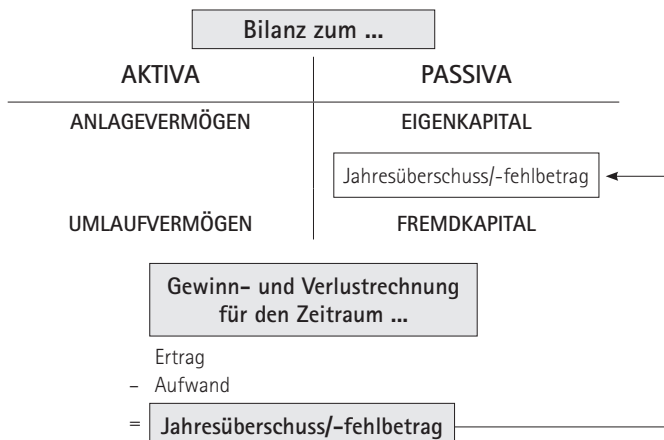 Bilanz zum ...
AKTIVA PASSIVA
ANLAGEVERMÖGEN EIGENKAPITAL
Jahresüberschuss/-fehlbetrag
UMLAUFVERMÖGEN FREMDKAPITAL
Gewinn- und Verlustrechnung
für den Zeitraum ...
Ertrag
– Aufwand
= Jahresüberschuss/-fehlbetrag